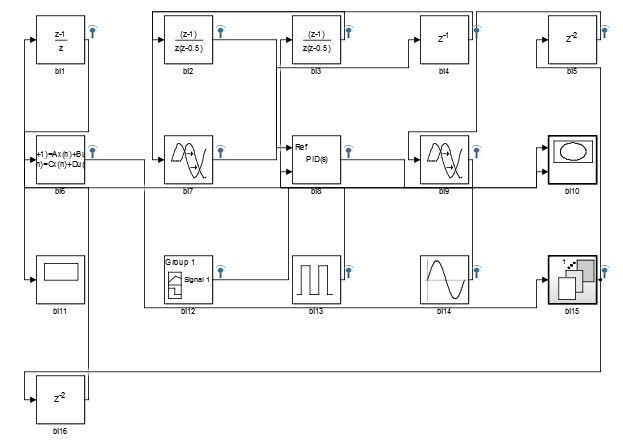 z-1
z
bl1
(z-1)
z(z-0.5)
bl2
(z-1)
z(z-0.5)
bl3
Z-1
bl4
Z-2
bl5
+1)=Ax(n)+Bu
n)=Cx(n)+Du(
bl6
bl7
Ref
PID(s)
bl8
bl9
bl10
bl11
Group 1
Signal 1
bl12
bl13
bl14
1
bl15
Z-2
bl16